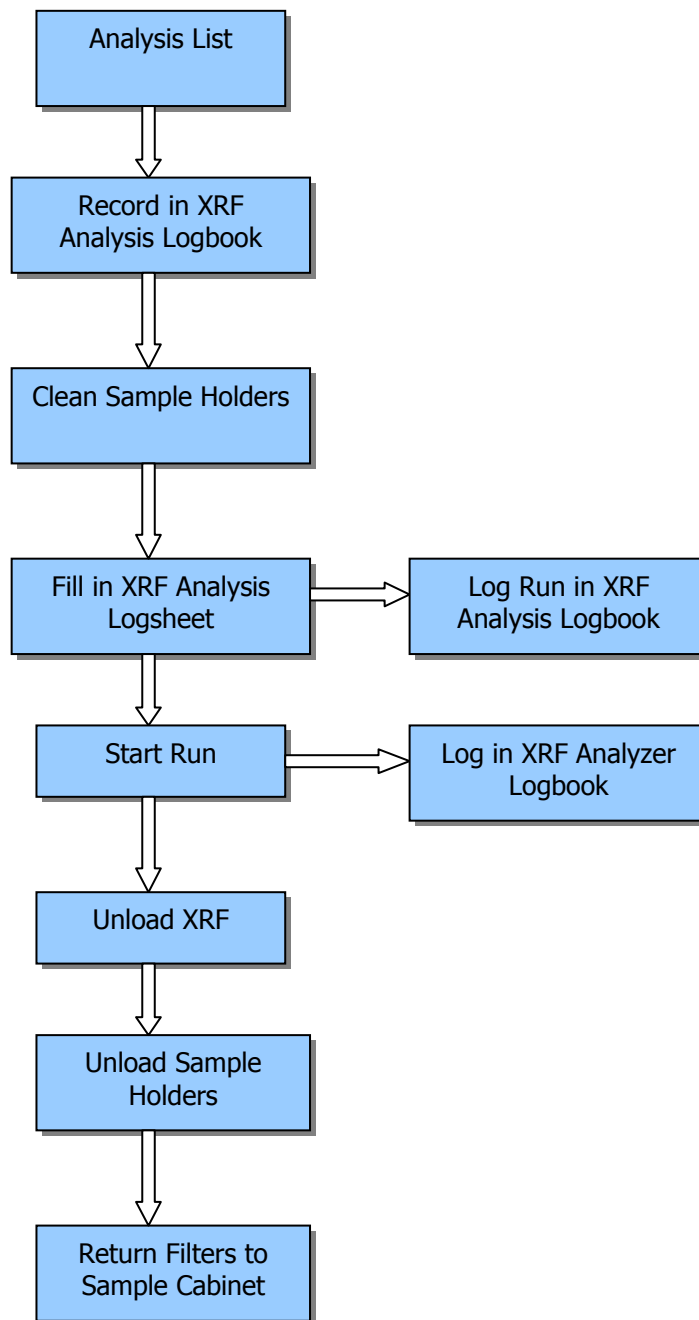 Analysis List
Record in XRF
Analysis Logbook
Clean Sample Holders
Fill in XRF Analysis
Logsheet
Log Run in XRF
Analysis Logbook
Start Run
Log in XRF Analyzer
Logbook
Unload XRF
Unload Sample
Holders
Return Filters to
Sample Cabinet